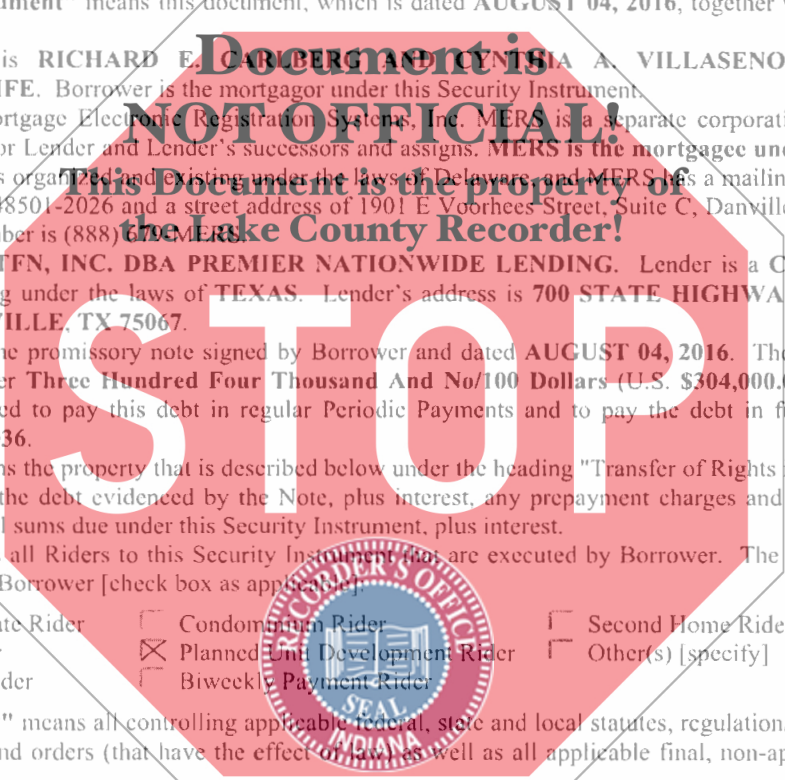 ument" means this document, which is dated AUGUST 04, 2016, together
Document is
is RICHARD E. CARLBERG AND CYNTHIA A. VILLASENO
IFE. Borrower is the mortgagor under this Security Instrument.
NOT OFFICIAL!
ortgage Electronic Registration Systems, Inc. MERS is a separate corporati
or Lender and Lender's successors and assigns. MERS is the mortgagee un
This Document is the property of
s organized and existing under the laws of Delaware, and MERS has a mailin
48501-2026 and a street address of 1901 E Voorhees Street, Suite C, Danville
the Lake County Recorder!
ber is (888) 679-MERS.
TFN, INC. DBA PREMIER NATIONWIDE LENDING. Lender is a C
g under the laws of TEXAS. Lender's address is 700 STATE HIGHWA
VILLE, TX 75067.
STOP
he promissory note signed by Borrower and dated AUGUST 04, 2016. The
er Three Hundred Four Thousand And No/100 Dollars (U.S. $304,000.0
ed to pay this debt in regular Periodic Payments and to pay the debt in f
36.
ns the property that is described below under the heading "Transfer of Rights
the debt evidenced by the Note, plus interest, any prepayment charges and
l sums due under this Security Instrument, plus interest.
all Riders to this Security Instrument that are executed by Borrower. The
Borrower [check box as applicable]:
ate Rider Condominium Rider Second Home Ride
Planned Unit Development Rider Other(s) [specify]
der Biweekly Payment Rider
RECORDER'S OFFICE
SEAL
INDIANA
" means all controlling applicable federal, state and local statutes, regulation
nd orders (that have the effect of law) as well as all applicable final, non-ap